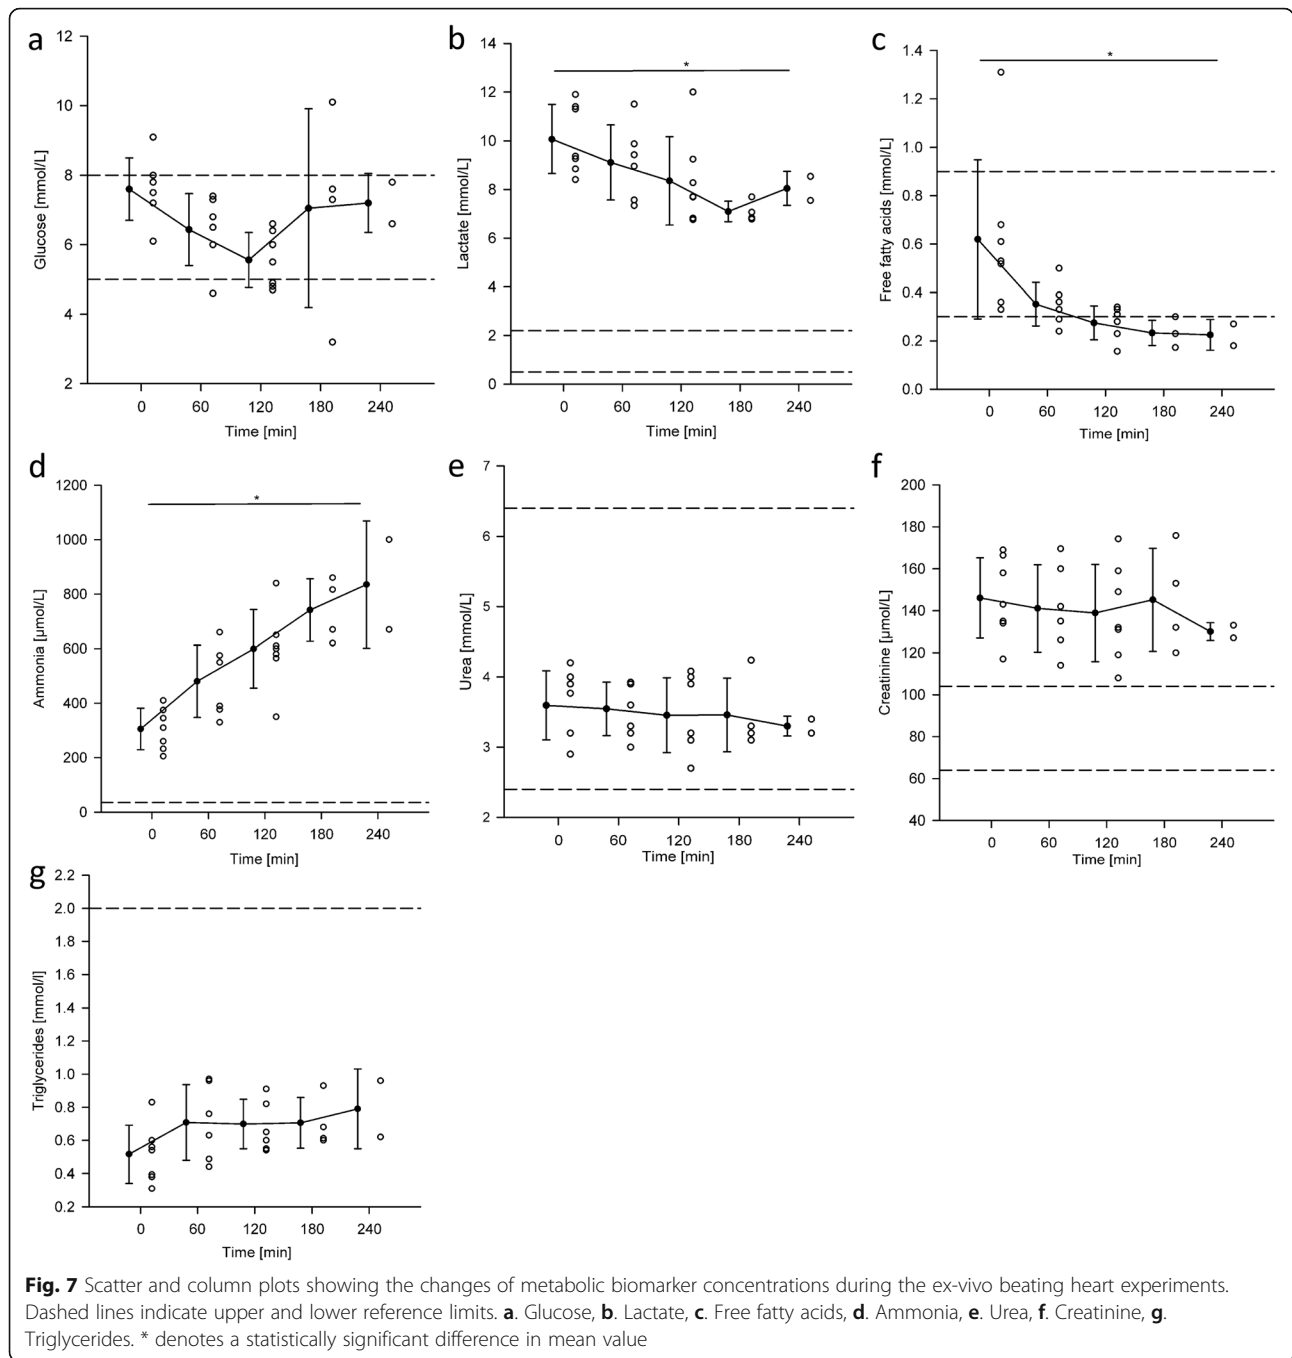 a
12
10
8
6
4
2
Glucose [mmol/L]
0 60 120 180 240
Time [min]
b
14
12
10
8
6
4
2
0
Lactate [mmol/L]
*
0 60 120 180 240
Time [min]
c
1.4
1.2
1.0
0.8
0.6
0.4
0.2
0.0
Free fatty acids [mmol/L]
*
0 60 120 180 240
Time [min]
d
1200
1000
800
600
400
200
0
Ammonia [µmol/L]
*
0 60 120 180 240
Time [min]
e
7
6
5
4
3
2
Urea [mmol/L]
0 60 120 180 240
Time [min]
f
200
180
160
140
120
100
80
60
40
Creatinine [µmol/L]
0 60 120 180 240
Time [min]
g
2.2
2.0
1.8
1.6
1.4
1.2
1.0
0.8
0.6
0.4
0.2
Triglycerides [mmol/l]
0 60 120 180 240
Time [min]
Fig. 7 Scatter and column plots showing the changes of metabolic biomarker concentrations during the ex-vivo beating heart experiments.
Dashed lines indicate upper and lower reference limits. a. Glucose, b. Lactate, c. Free fatty acids, d. Ammonia, e. Urea, f. Creatinine, g.
Triglycerides. * denotes a statistically significant difference in mean value